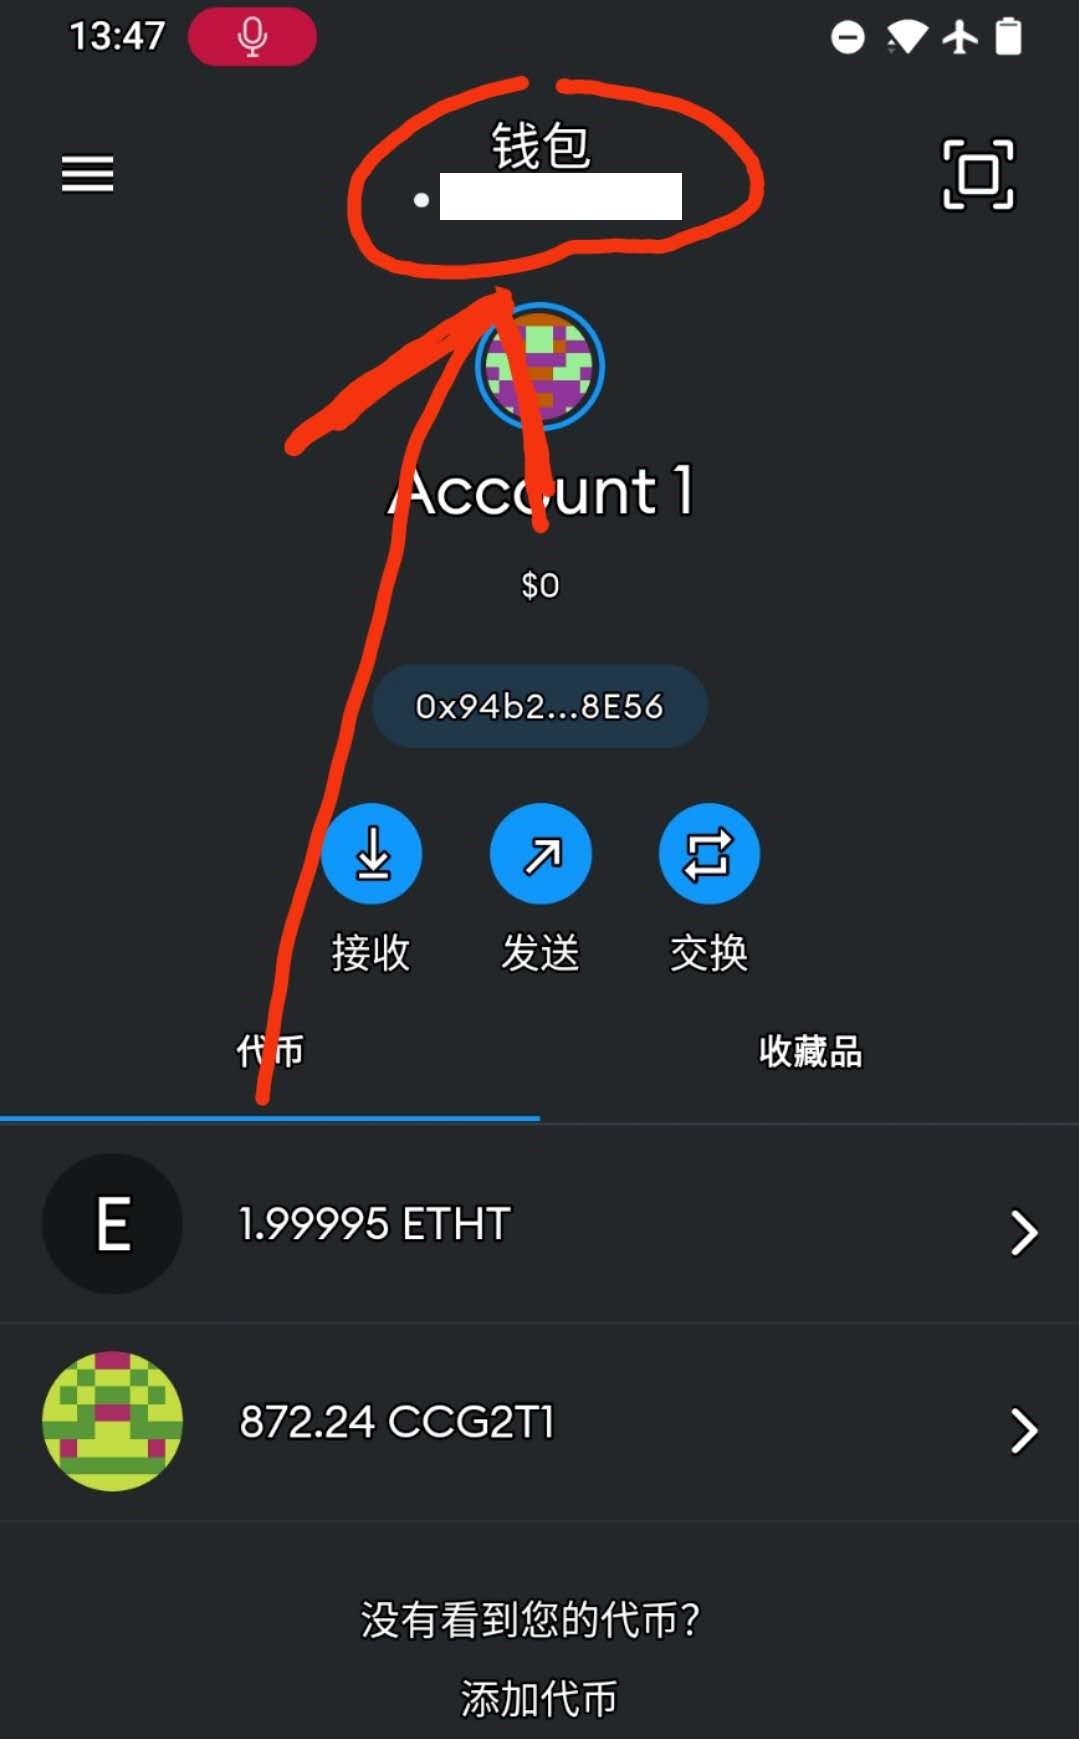 13:47
钱包
Account 1
$0
0x94b2...8E56
接收 发送 交换
代币 收藏品
E 1.99995 ETHT
872.24 CCG2T1
没有看到您的代币?
添加代币